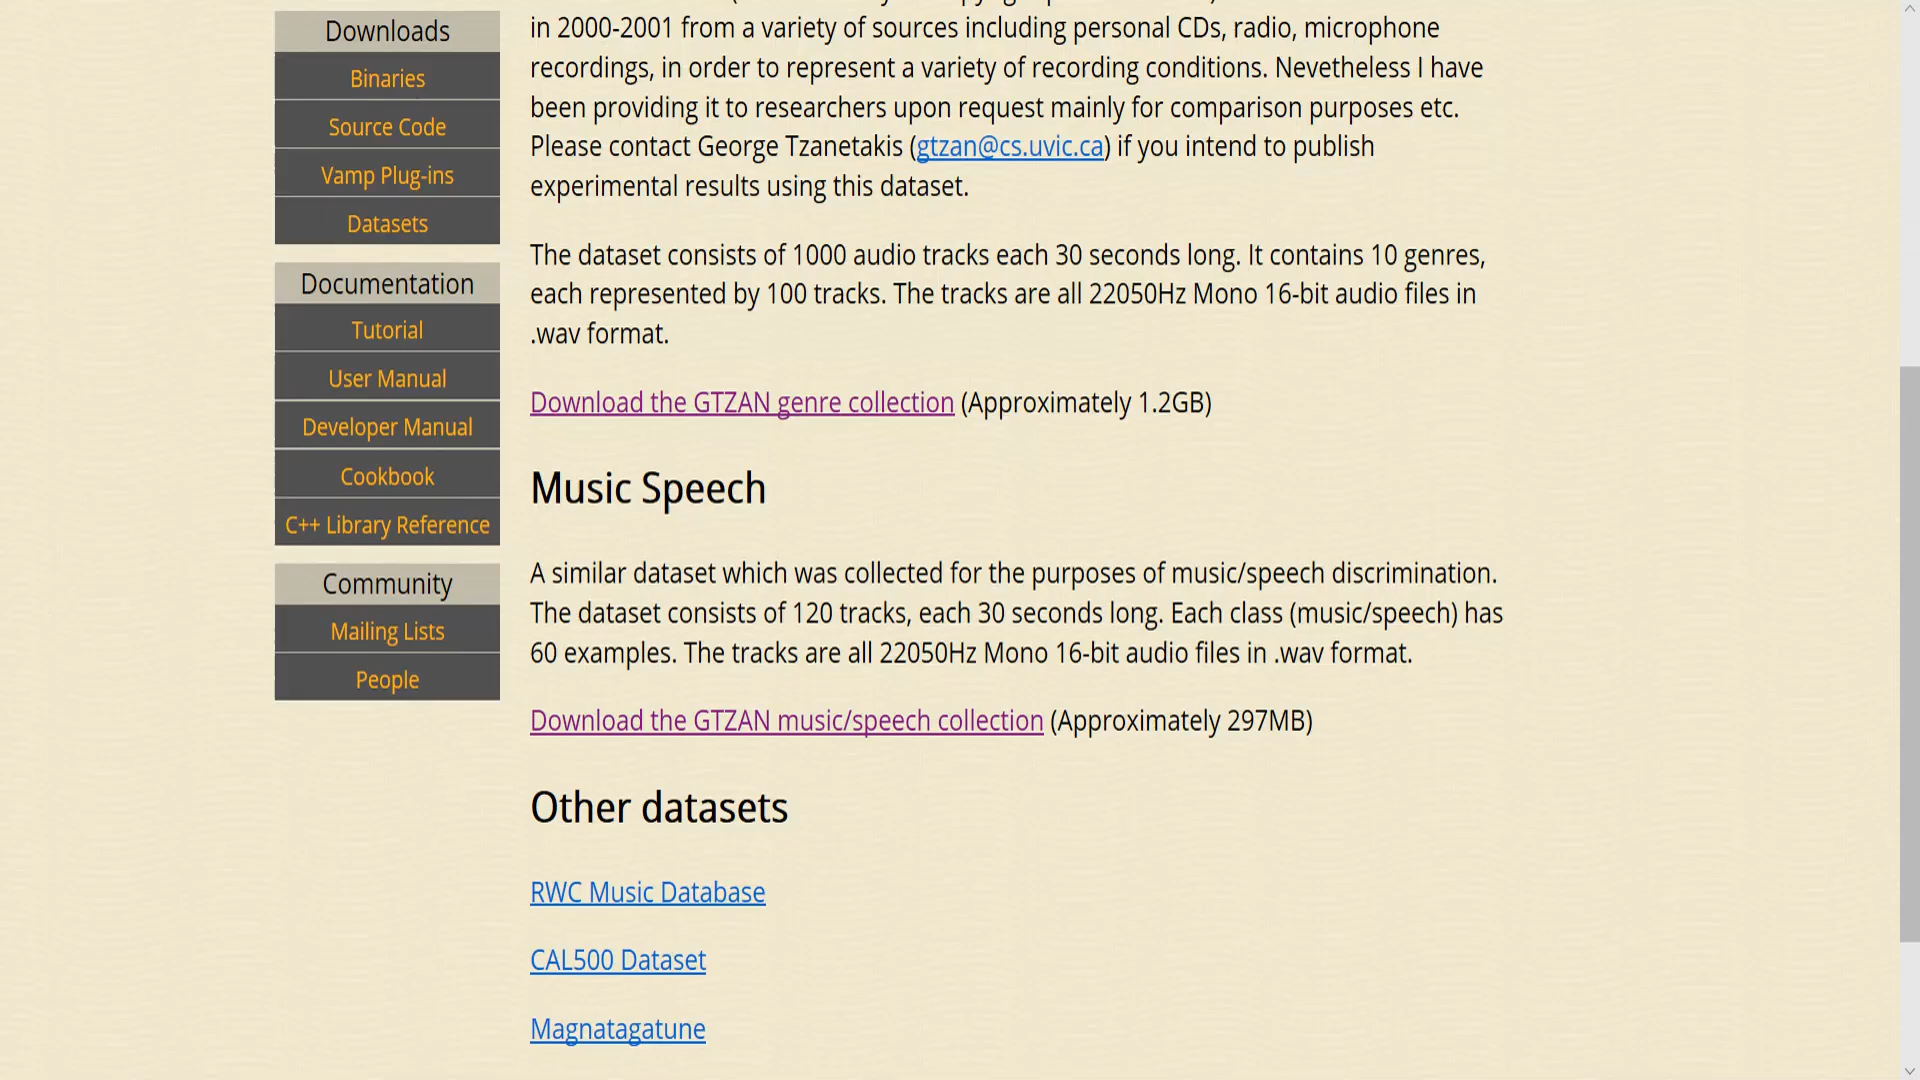 Downloads
Binaries
Source Code
Vamp Plug-ins
Datasets
Documentation
Tutorial
User Manual
Developer Manual
Cookbook
C++ Library Reference
Community
Mailing Lists
People
in 2000-2001 from a variety of sources including personal CDs, radio, microphone
recordings, in order to represent a variety of recording conditions. Nevetheless I have
been providing it to researchers upon request mainly for comparison purposes etc.
Please contact George Tzanetakis (gtzan@cs.uvic.ca) if you intend to publish
experimental results using this dataset.
The dataset consists of 1000 audio tracks each 30 seconds long. It contains 10 genres,
each represented by 100 tracks. The tracks are all 22050Hz Mono 16-bit audio files in
.wav format.
Download the GTZAN genre collection (Approximately 1.2GB)
Music Speech
A similar dataset which was collected for the purposes of music/speech discrimination.
The dataset consists of 120 tracks, each 30 seconds long. Each class (music/speech) has
60 examples. The tracks are all 22050Hz Mono 16-bit audio files in .wav format.
Download the GTZAN music/speech collection (Approximately 297MB)
Other datasets
RWC Music Database
CAL500 Dataset
Magnatagatune